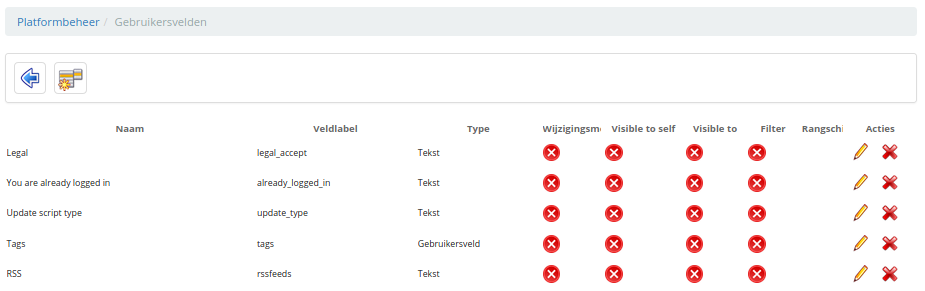 Platformbeheer / Gebruikersvelden
Naam Veldlabel Type Wijzigingsm Visible to self Visible to Filter Rangschi Acties
Legal legal_accept Tekst
You are already logged in already_logged_in Tekst
Update script type update_type Tekst
Tags tags Gebruikersveld
RSS rssfeeds Tekst